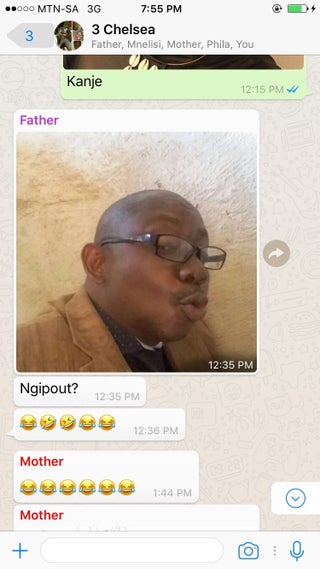 MTN-SA 3G 7:55 PM
3 3 Chelsea
Father, Mnelisi, Mother, Phila, You
Kanje
12:15 PM
Father
12:35 PM
Ngipout?
12:35 PM
😂🤣🤣😂😂
12:36 PM
Mother
😂😂😂😂😂😂
1:44 PM
Mother